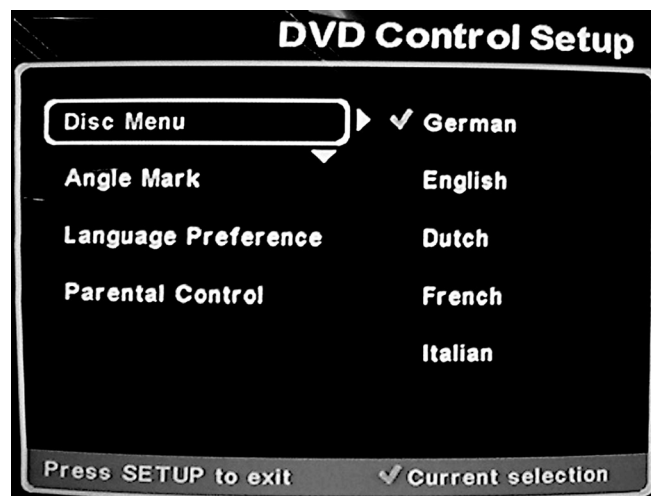 DVD Control Setup
Disc Menu
German
Angle Mark
English
Language Preference
Dutch
Parental Control
French
Italian
Press SETUP to exit
Current selection